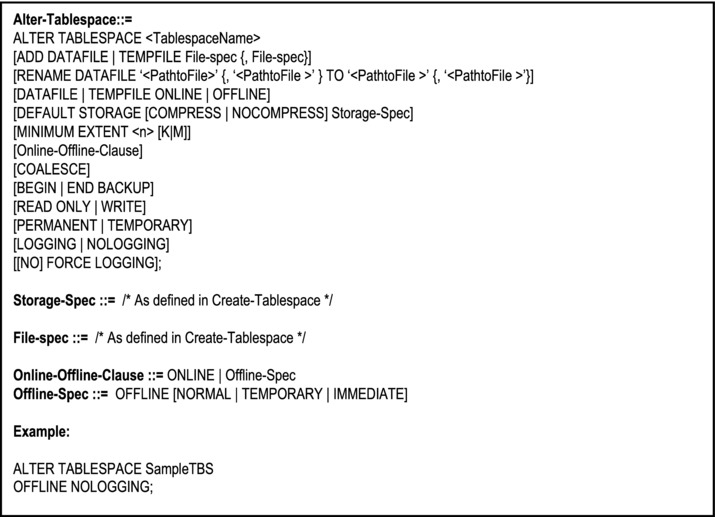 Alter-Tablespace::=
ALTER TABLESPACE <TablespaceName>
[ADD DATAFILE | TEMPFILE File-spec {, File-spec}]
[RENAME DATAFILE ‘<PathtoFile>’ {, ‘<PathtoFile >’ } TO ‘<PathtoFile >’ {, ‘<PathtoFile >’}]
[DATAFILE | TEMPFILE ONLINE | OFFLINE]
[DEFAULT STORAGE [COMPRESS | NOCOMPRESS] Storage-Spec]
[MINIMUM EXTENT <n> [K|M]]
[Online-Offline-Clause]
[COALESCE]
[BEGIN | END BACKUP]
[READ ONLY | WRITE]
[PERMANENT | TEMPORARY]
[LOGGING | NOLOGGING]
[[NO] FORCE LOGGING];
Storage-Spec ::= /* As defined in Create-Tablespace */
File-spec ::= /* As defined in Create-Tablespace */
Online-Offline-Clause ::= ONLINE | Offline-Spec
Offline-Spec ::= OFFLINE [NORMAL | TEMPORARY | IMMEDIATE]
Example:
ALTER TABLESPACE SampleTBS
OFFLINE NOLOGGING;